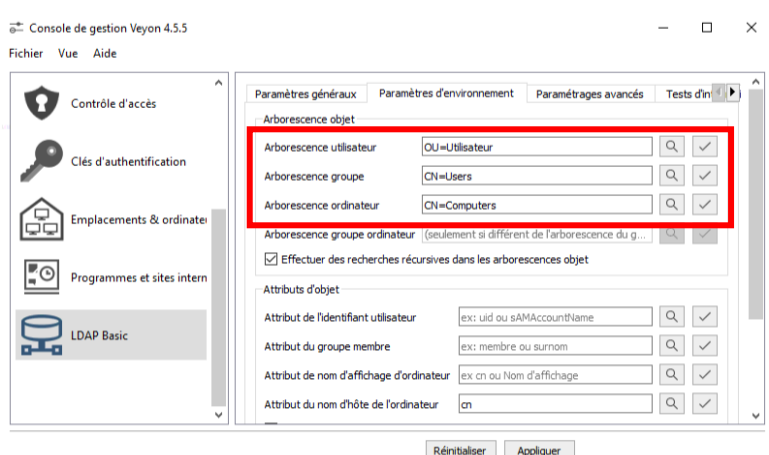 Console de gestion Veyon 4.5.5
Fichier Vue Aide
Contrôle d'accès
Clés d'authentification
Emplacements & ordinate
Programmes et sites intern
LDAP Basic
Paramètres généraux Paramètres d'environnement Paramétrages avancés Tests d'in
Arborescence objet
Arborescence utilisateur OU=Utilisateur
Arborescence groupe CN=Users
Arborescence ordinateur CN=Computers
Arborescence groupe ordinateur (seulement si différent de l'arborescence du g...
Effectuer des recherches récursives dans les arborescences objet
Attributs d'objet
Attribut de l'identifiant utilisateur ex: uid ou sAMAccountName
Attribut du groupe membre ex: membre ou surnom
Attribut de nom d'affichage d'ordinateur ex cn ou Nom d'affichage
Attribut du nom d'hôte de l'ordinateur cn
Réinitialiser Appliquer